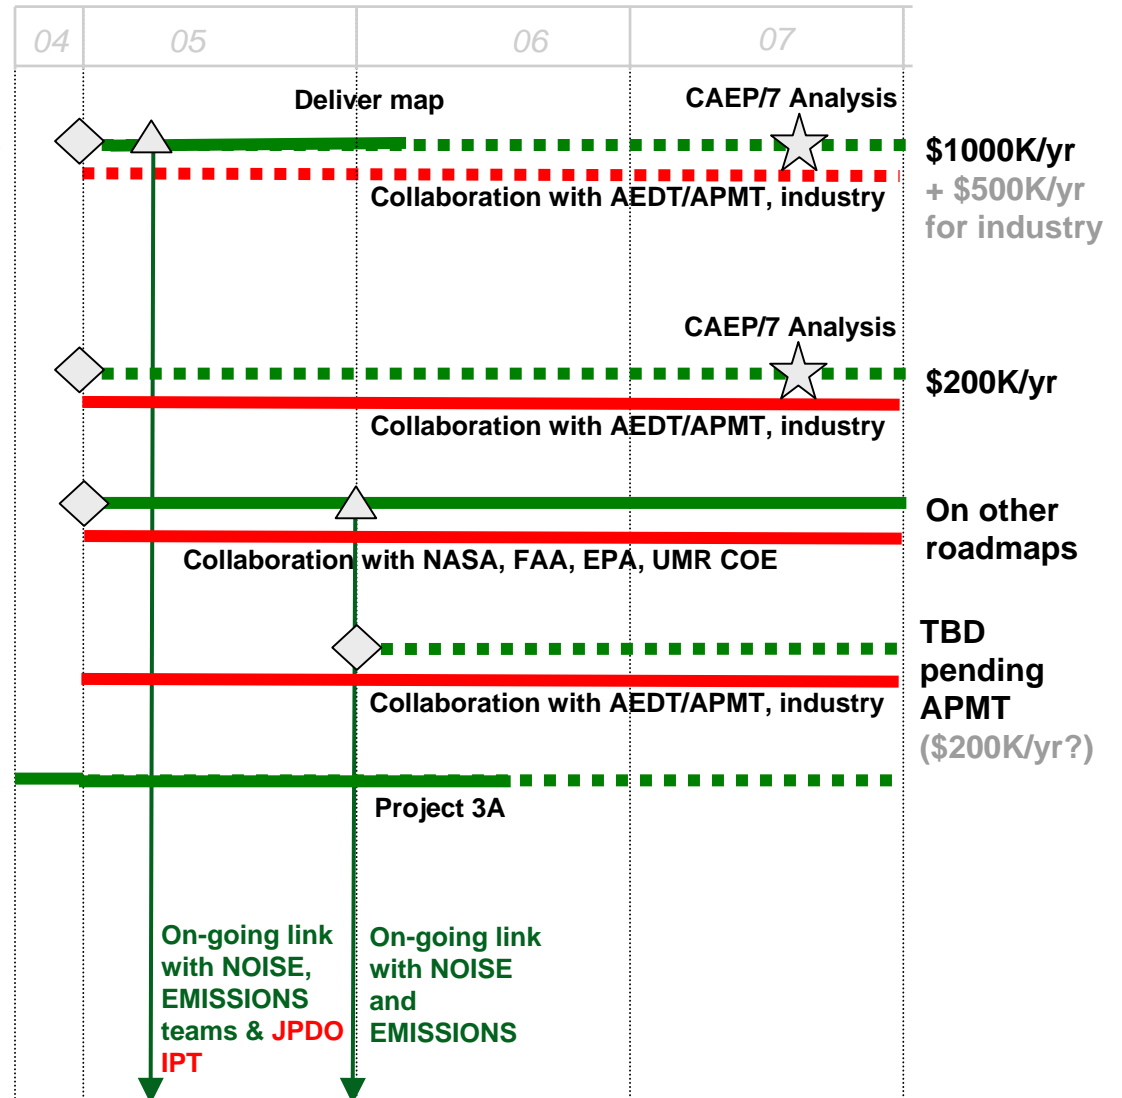 04 05 06 07
Deliver map
CAEP/7 Analysis
$1000K/yr
+ $500K/yr
for industry
Collaboration with AEDT/APMT, industry
CAEP/7 Analysis
$200K/yr
Collaboration with AEDT/APMT, industry
On other
roadmaps
Collaboration with NASA, FAA, EPA, UMR COE
TBD
pending
APMT
($200K/yr?)
Collaboration with AEDT/APMT, industry
Project 3A
On-going link
with NOISE,
EMISSIONS
teams & JPDO
IPT
On-going link
with NOISE
and
EMISSIONS